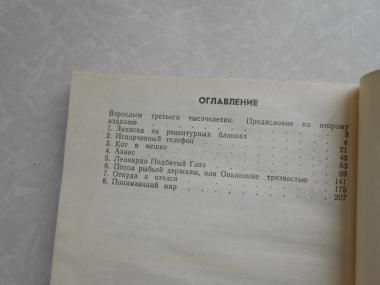 ОГЛАВЛЕНИЕ
Взрослым третьего тысячелетия. Предисловие ко второму
изданию . . . . . . . . . . 3
1. Записки на рецептурных бланках . . . . 4
2. Испорченный телефон . . . . . . 21
3. Кот в мешке . . . . . . . . 40
4. Аванс . . . . . . . . . . 63
5. Леонардо Подбитый Глаз . . . . . 99
6. Посол рыбьей державы, или Опьянение трезвостью . 141
7. Откуда я взялся . . . . . . . 175
8. Понимающий мир . . . . . . . 207